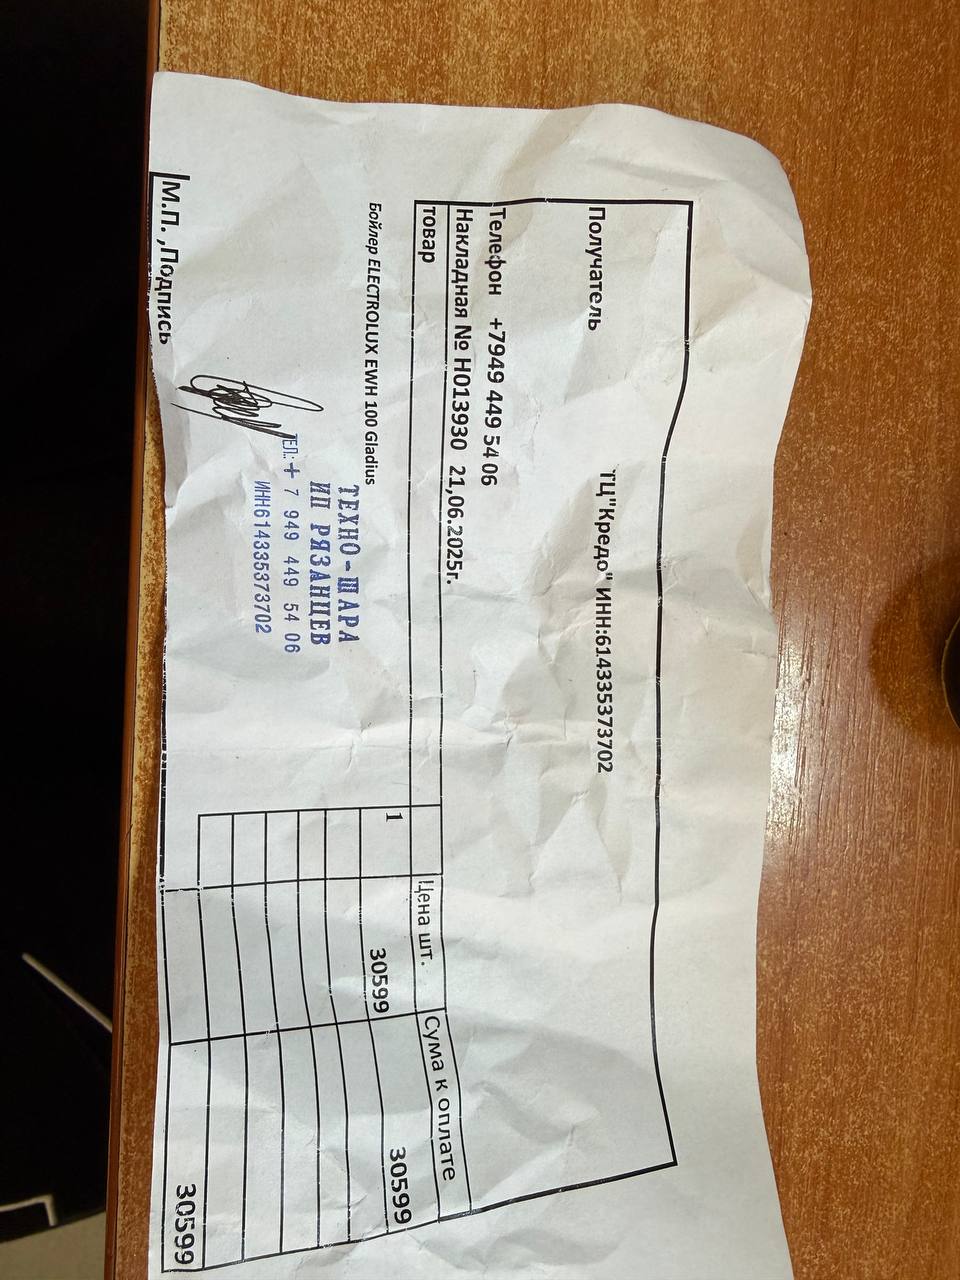 ТЦ"Кредо" ИНН:614335373702
Получатель
Телефон +7949 449 54 06
Накладная № Н013930 21,06.2025г.
товар Цена шт. Сума к оплате
Бойлер ELECTROLUX EWH 100 Gladius 1 30599 30599
ТЕХНО-ШАРА
ИП РЯЗАНЦЕВ
ТЕЛ.:+ 7 949 449 54 06
ИНН614335373702
30599
М.П. ,Подпись